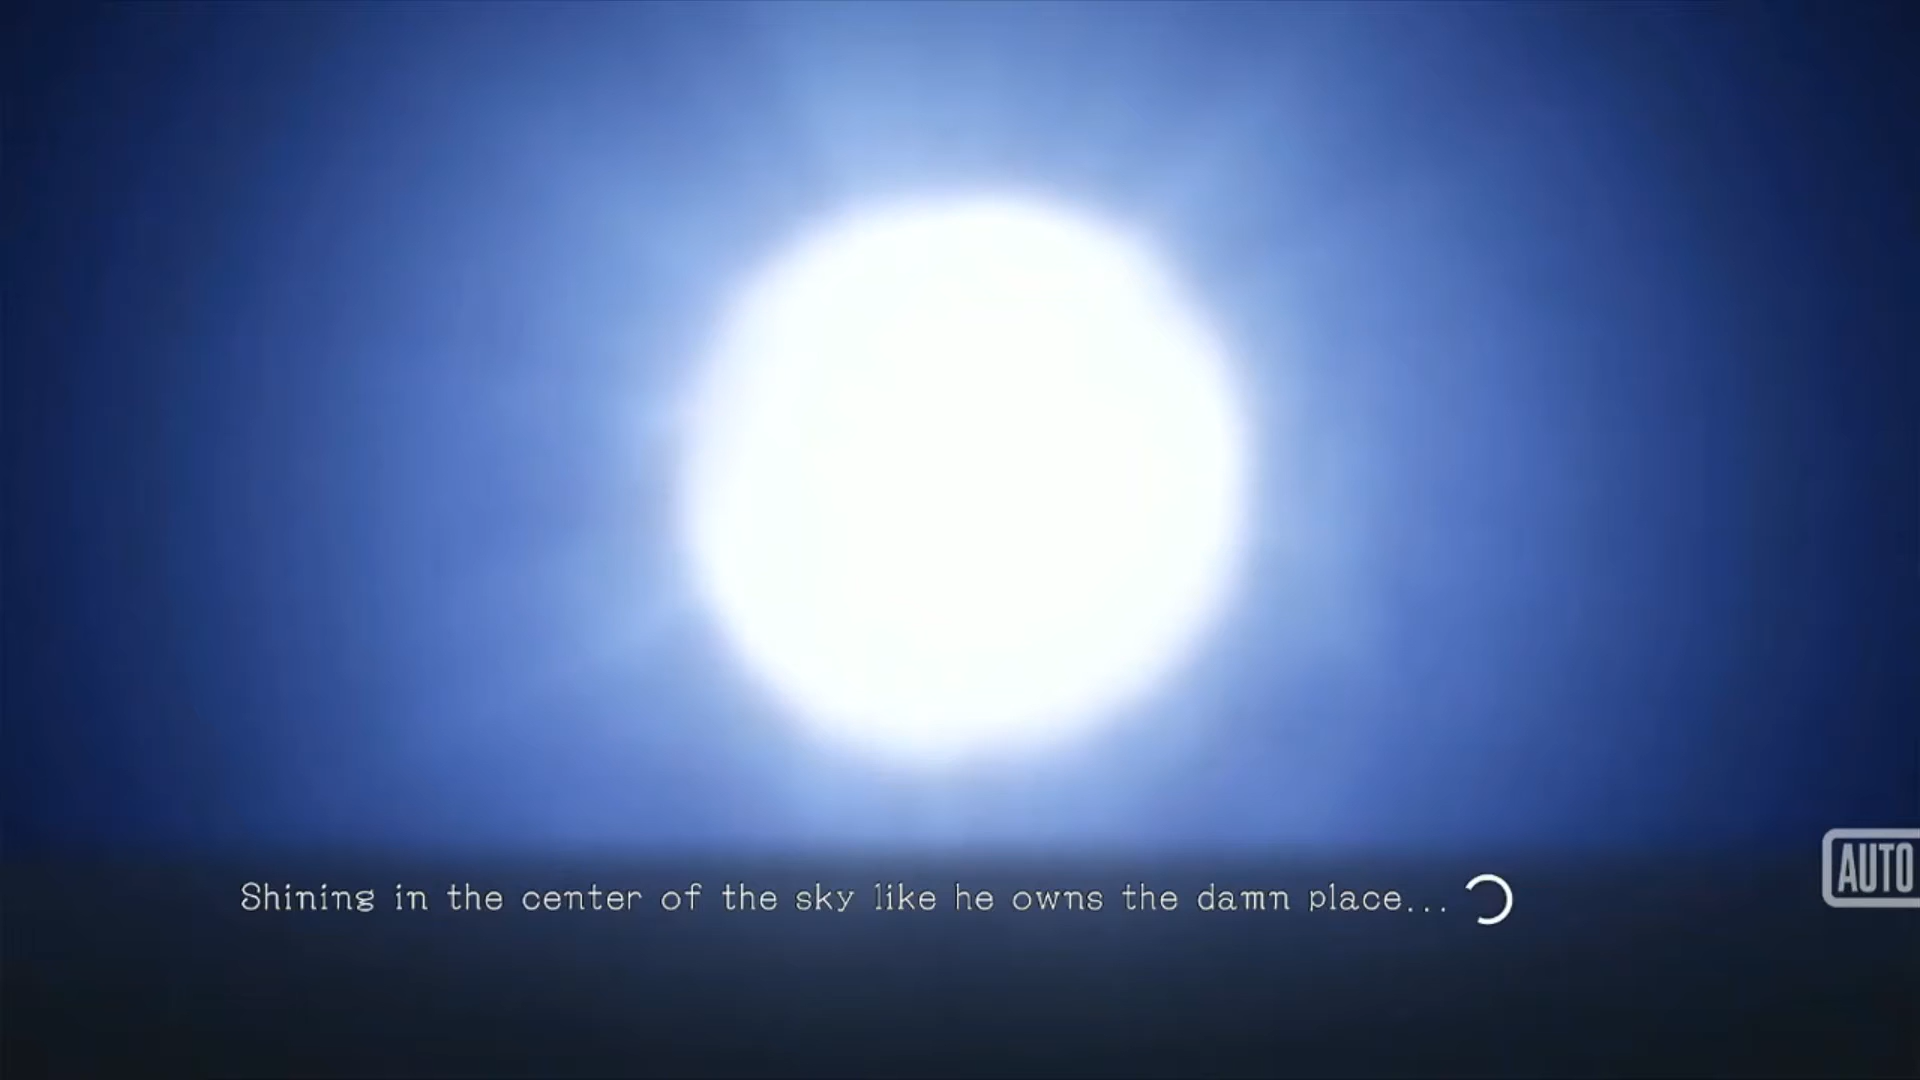 Shining in the center of the sky like he owns the damn place...
AUTO